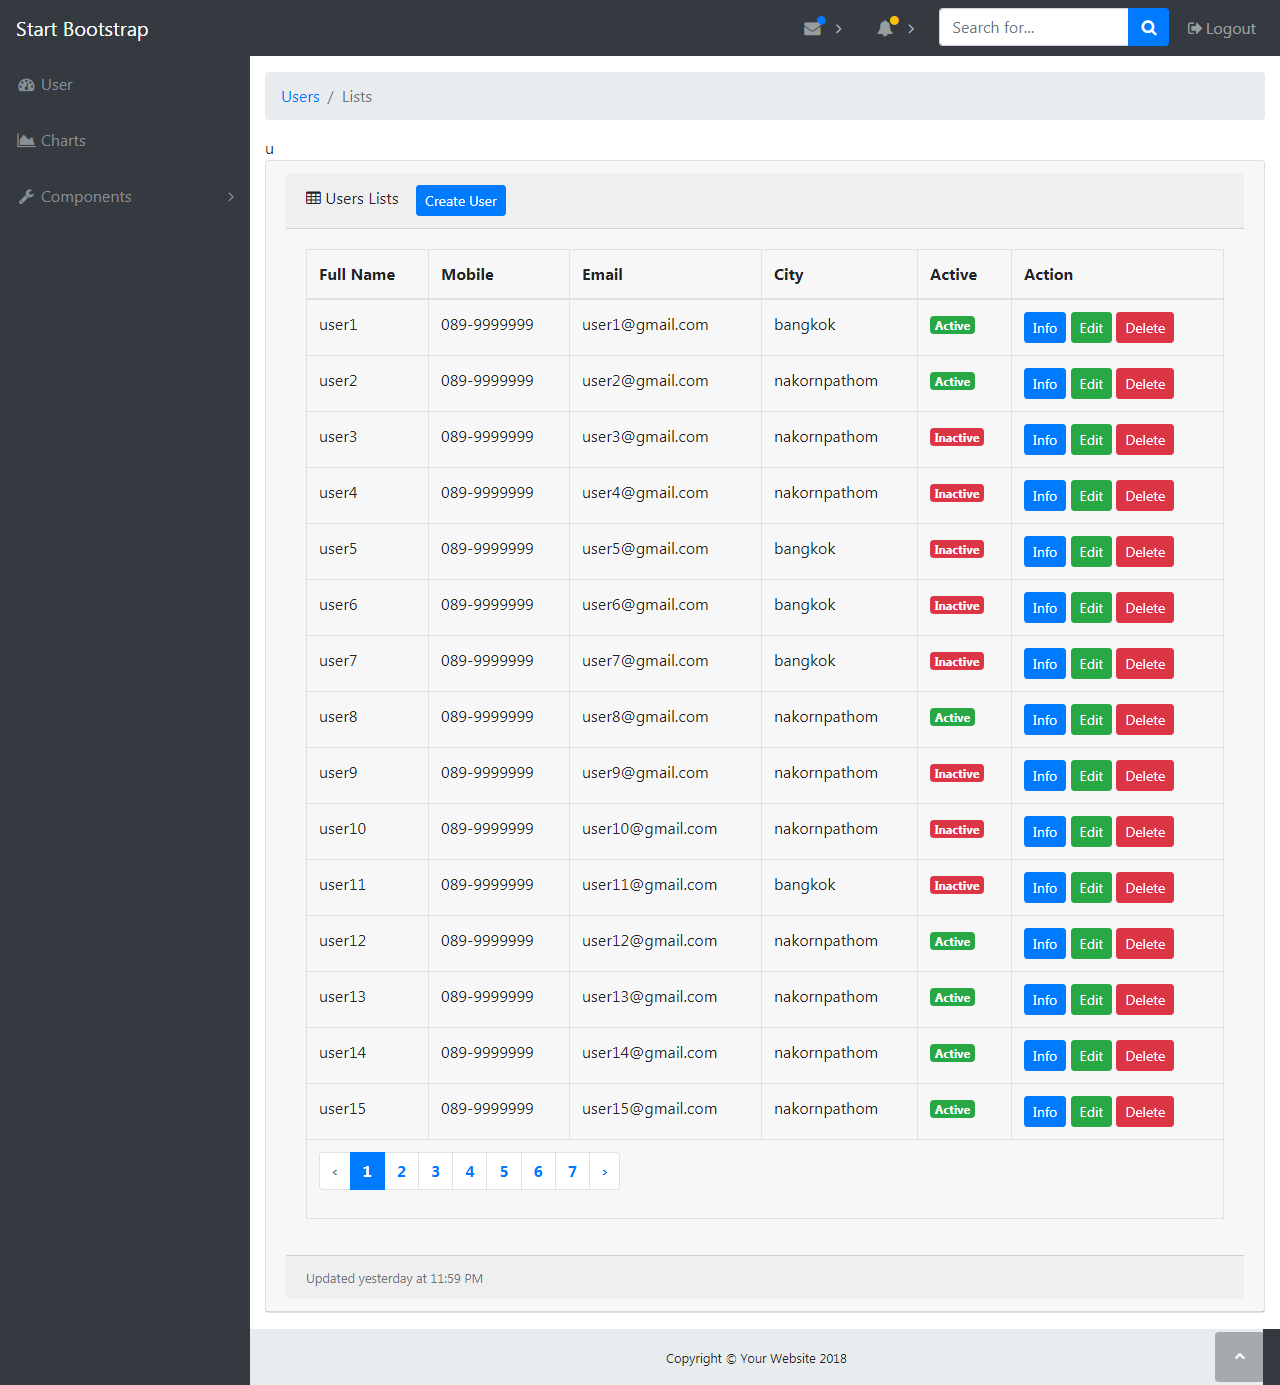 Start Bootstrap
Search for...
Logout
User
Charts
Components
Users / Lists
u
Users Lists Create User
Full Name Mobile Email City Active Action
user1 089-9999999 user1@gmail.com bangkok Active Info Edit Delete
user2 089-9999999 user2@gmail.com nakornpathom Active Info Edit Delete
user3 089-9999999 user3@gmail.com nakornpathom Inactive Info Edit Delete
user4 089-9999999 user4@gmail.com nakornpathom Inactive Info Edit Delete
user5 089-9999999 user5@gmail.com bangkok Inactive Info Edit Delete
user6 089-9999999 user6@gmail.com bangkok Inactive Info Edit Delete
user7 089-9999999 user7@gmail.com bangkok Inactive Info Edit Delete
user8 089-9999999 user8@gmail.com nakornpathom Active Info Edit Delete
user9 089-9999999 user9@gmail.com nakornpathom Inactive Info Edit Delete
user10 089-9999999 user10@gmail.com nakornpathom Inactive Info Edit Delete
user11 089-9999999 user11@gmail.com bangkok Inactive Info Edit Delete
user12 089-9999999 user12@gmail.com nakornpathom Active Info Edit Delete
user13 089-9999999 user13@gmail.com nakornpathom Active Info Edit Delete
user14 089-9999999 user14@gmail.com nakornpathom Active Info Edit Delete
user15 089-9999999 user15@gmail.com nakornpathom Active Info Edit Delete
‹ 1 2 3 4 5 6 7 ›
Updated yesterday at 11:59 PM
Copyright © Your Website 2018